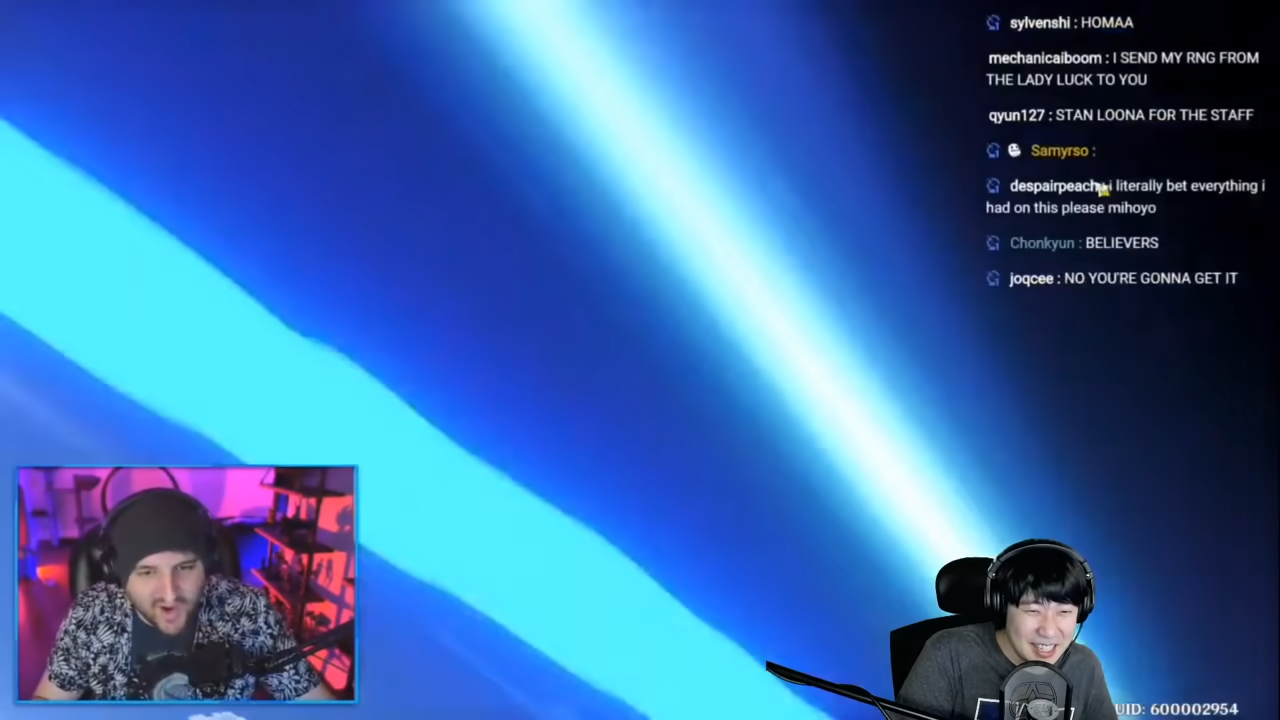 sylvenshi : HOMAA
mechanicaiboom : I SEND MY RNG FROM
THE LADY LUCK TO YOU
qyun127 : STAN LOONA FOR THE STAFF
Samyrso :
despairpeach : i literally bet everything i
had on this please mihoyo
Chonkyun : BELIEVERS
joqcee : NO YOU'RE GONNA GET IT
UID: 600002954